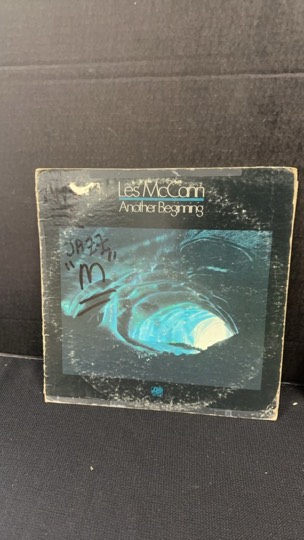 Les McCann
Another Beginning
JAZZ
"M"